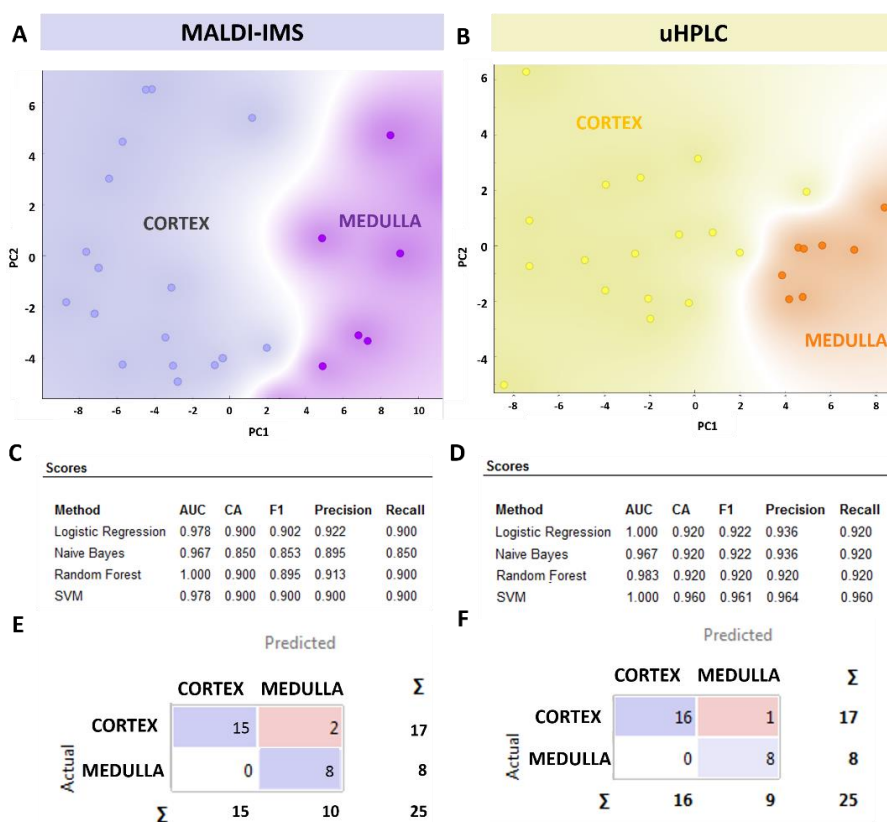 A
MALDI-IMS
6
4
2
0
-2
-4
PC2
CORTEX
MEDULLA
-8
-6
-4
-2
0
2
4
6
8
10
PC1
B
uHPLC
6
4
2
0
-2
-4
PC2
CORTEX
MEDULLA
-8
-6
-4
-2
0
2
4
6
8
PC1
C
Scores
Method AUC CA F1 Precision Recall
Logistic Regression 0.978 0.900 0.902 0.922 0.900
Naive Bayes 0.967 0.850 0.853 0.895 0.850
Random Forest 1.000 0.900 0.895 0.913 0.900
SVM 0.978 0.900 0.900 0.900 0.900
D
Scores
Method AUC CA F1 Precision Recall
Logistic Regression 1.000 0.920 0.922 0.936 0.920
Naive Bayes 0.967 0.920 0.922 0.936 0.920
Random Forest 0.983 0.920 0.920 0.920 0.920
SVM 1.000 0.960 0.961 0.964 0.960
E
Predicted
CORTEX MEDULLA Σ
Actual
CORTEX 15 2 17
MEDULLA 0 8 8
Σ 15 10 25
F
Predicted
CORTEX MEDULLA Σ
Actual
CORTEX 16 1 17
MEDULLA 0 8 8
Σ 16 9 25